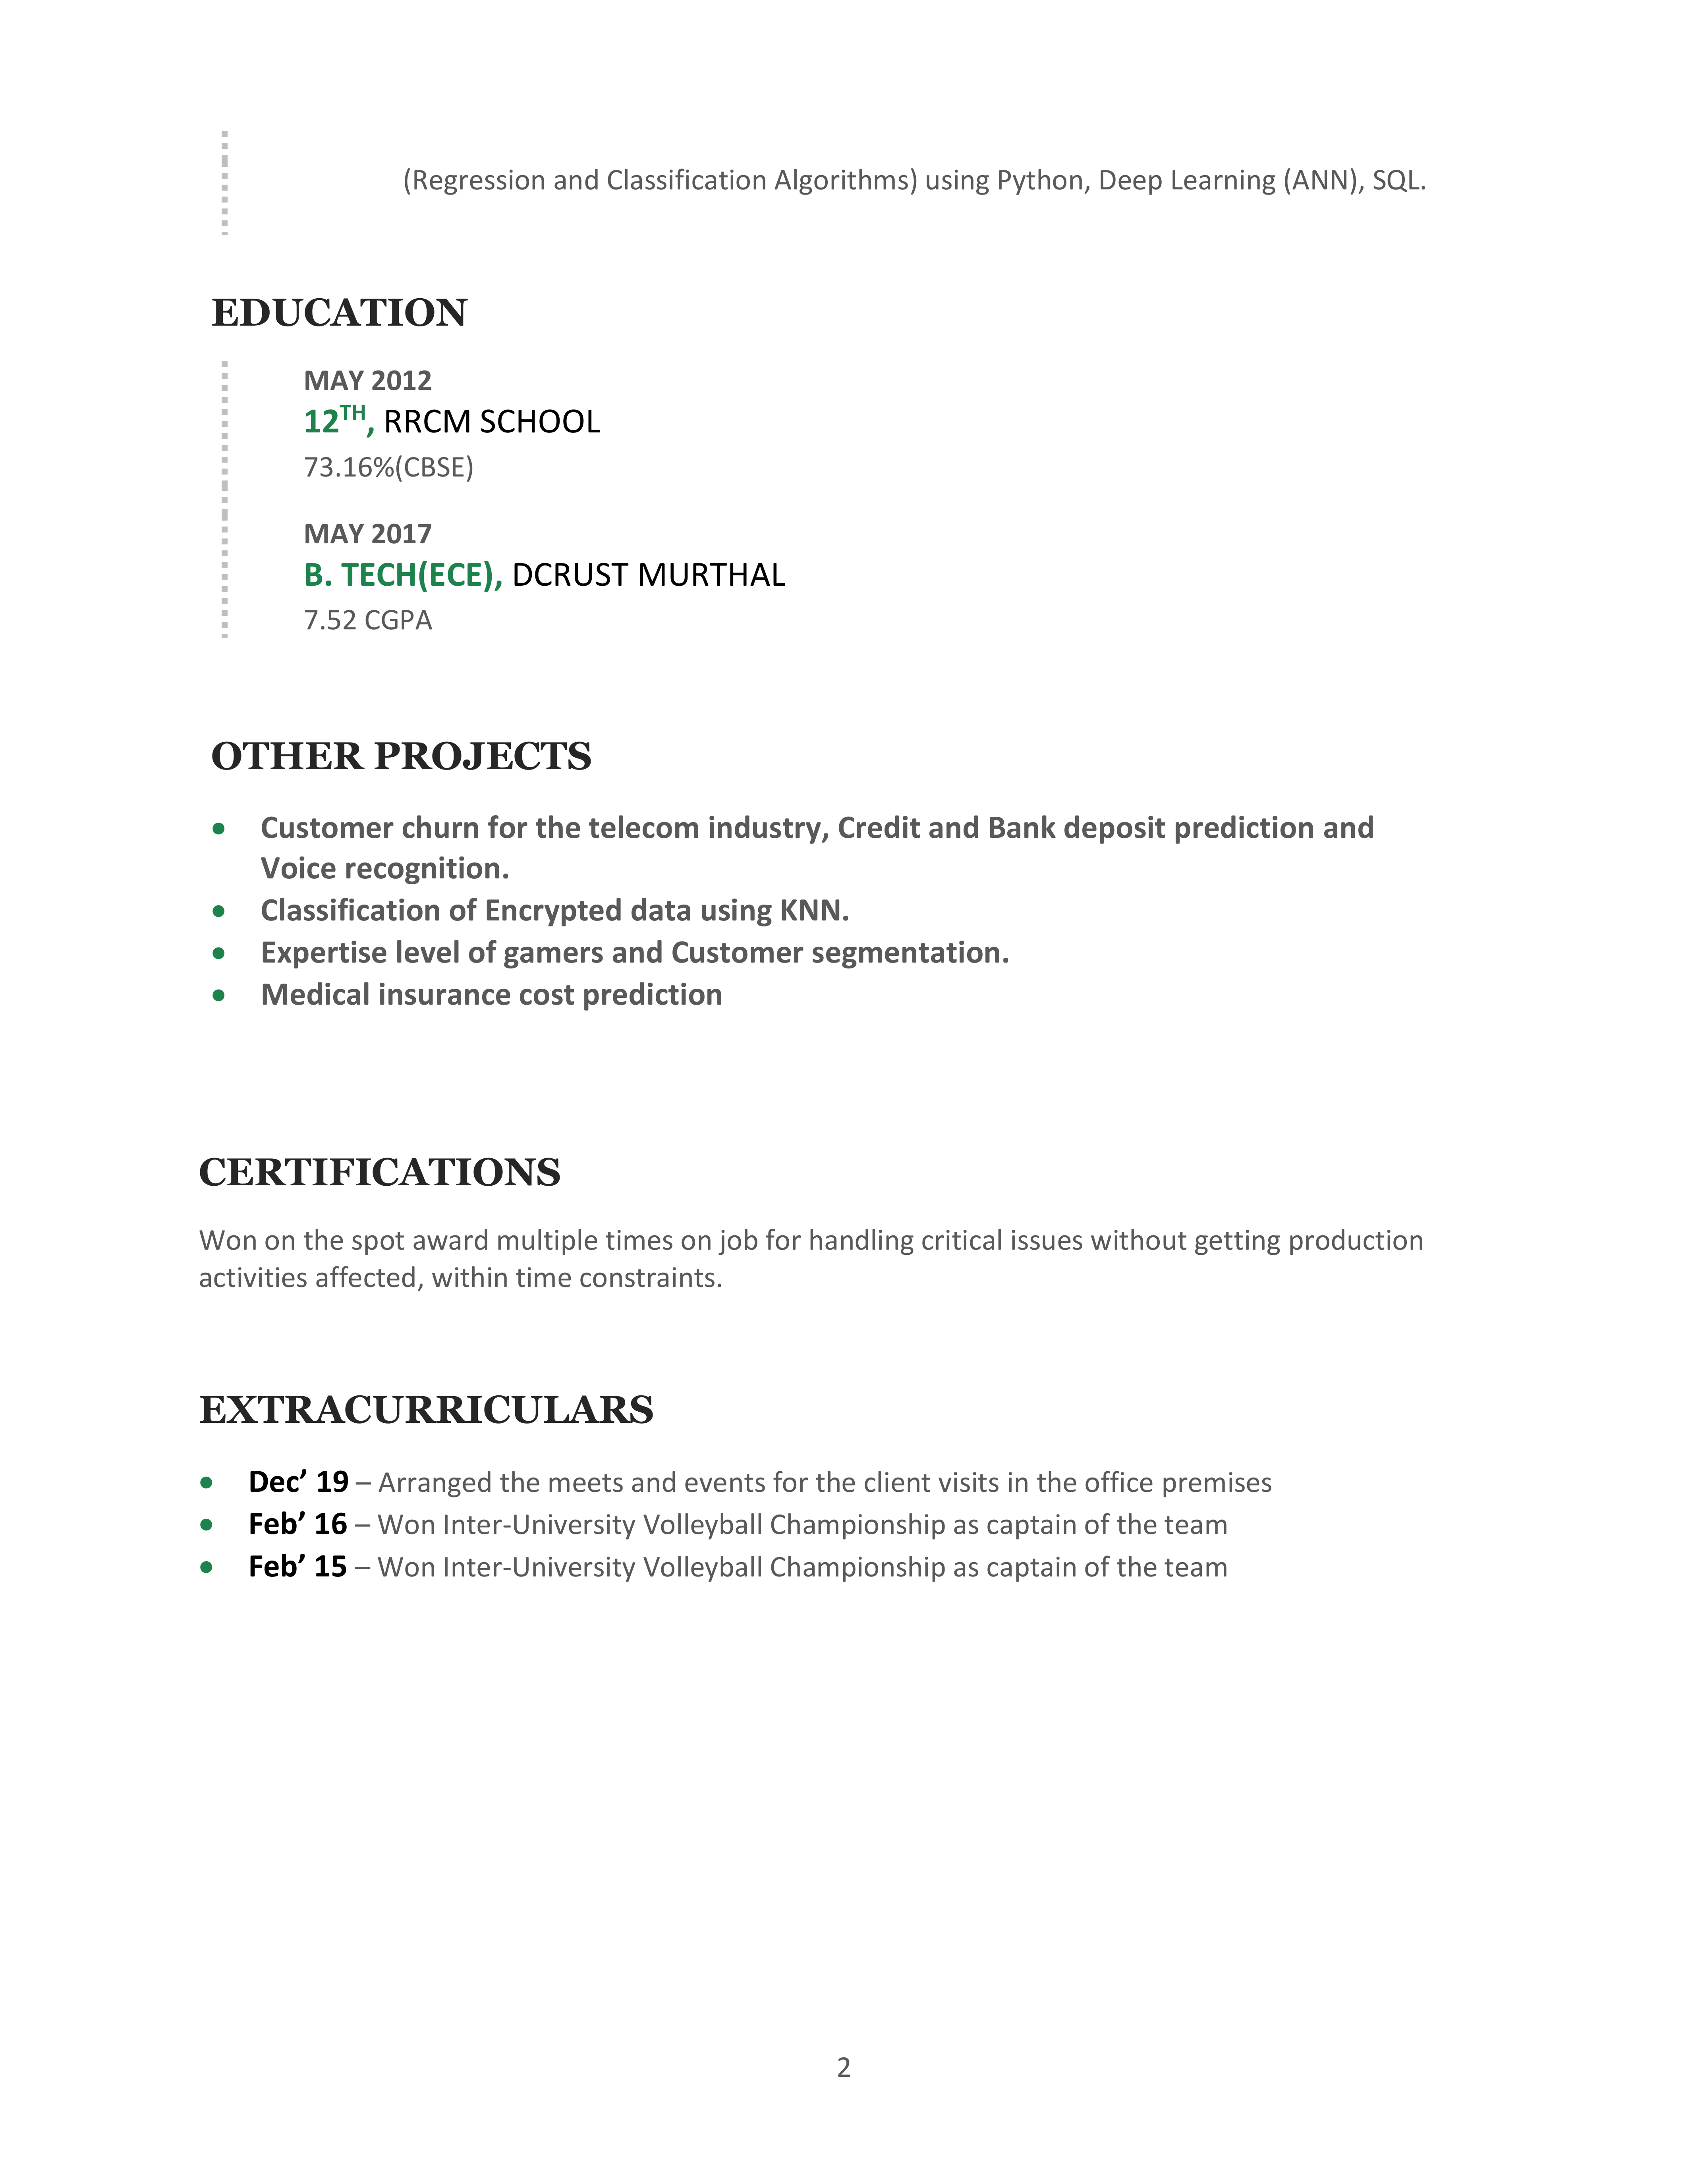 (Regression and Classification Algorithms) using Python, Deep Learning (ANN), SQL.
EDUCATION
MAY 2012
12TH, RRCM SCHOOL
73.16%(CBSE)
MAY 2017
B. TECH(ECE), DCRUST MURTHAL
7.52 CGPA
OTHER PROJECTS
• Customer churn for the telecom industry, Credit and Bank deposit prediction and
Voice recognition.
• Classification of Encrypted data using KNN.
• Expertise level of gamers and Customer segmentation.
• Medical insurance cost prediction
CERTIFICATIONS
Won on the spot award multiple times on job for handling critical issues without getting production
activities affected, within time constraints.
EXTRACURRICULARS
• Dec’ 19 – Arranged the meets and events for the client visits in the office premises
• Feb’ 16 – Won Inter-University Volleyball Championship as captain of the team
• Feb’ 15 – Won Inter-University Volleyball Championship as captain of the team
2